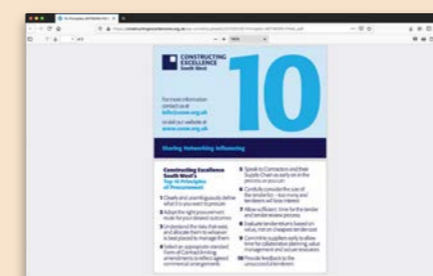 CONSTRUCTING
EXCELLENCE
South West
10
For more information
contact us at
info@cesw.org.uk
or visit our website at
www.cesw.org.uk
Sharing Networking Influencing
Constructing Excellence
South West's
Top 10 Principles
of Procurement
1 Clearly and unambiguously define
what it is you want to procure
2 Adopt the right procurement
route for your desired outcomes
3 Understand the risks that exist,
and allocate them to whoever
is best placed to manage them
4 Select an appropriate standard
Form of Contract limiting
amendments to reflect agreed
commercial arrangements
5 Speak to Contractors and their
Supply Chain as early on in the
process as you can
6 Carefully consider the size of
the tender list – too many and
tenderers will lose interest
7 Allow sufficient time for the tender
and tender review process
8 Evaluate tender returns based on
value, not on cheapest tender cost
9 Commit to suppliers early to allow
time for collaborative planning, value
management and secure resources
10 Provide feedback to the
unsuccessful tenderers